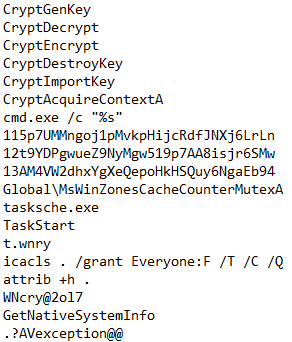 CryptGenKey
CryptDecrypt
CryptEncrypt
CryptDestroyKey
CryptImportKey
CryptAcquireContextA
cmd.exe /c "%s"
115p7UMMngoj1pMvkpHijcRdfJNXj6LrLn
12t9YDPgwueZ9NyMgw519p7AA8isjr6SMw
13AM4VW2dhxYgXeQepoHkHSQuy6NgaEb94
Global\MsWinZonesCacheCounterMutexA
tasksche.exe
TaskStart
t.wnry
icacls . /grant Everyone:F /T /C /Q
attrib +h .
WNcry@2ol7
GetNativeSystemInfo
.?AVexception@@